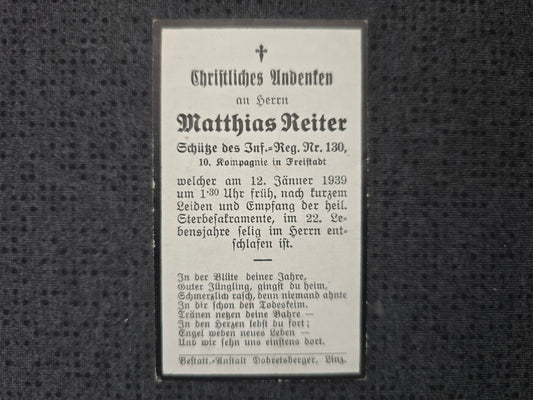 Christliches Andenken
an Herrn
Matthias Reiter
Schütze des Inf.-Reg. Nr. 130,
10. Kompagnie in Freistadt
welcher am 12. Jänner 1939
um 1·30 Uhr früh, nach kurzem
Leiden und Empfang der heil.
Sterbesakramente, im 22. Le-
bensjahre selig im Herrn ent-
schlafen ist.
In der Blüte deiner Jahre,
Guter Jüngling, gingst du heim,
Schmerzlich rasch, denn niemand ahnte
In dir schon den Todeskeim.
Tränen netzen deine Bahre —
In den Herzen lebst du fort;
Engel weben neues Leben —
Und wir sehn uns einstens dort.
Bestatt.-Anstalt Dobretsberger, Linz.